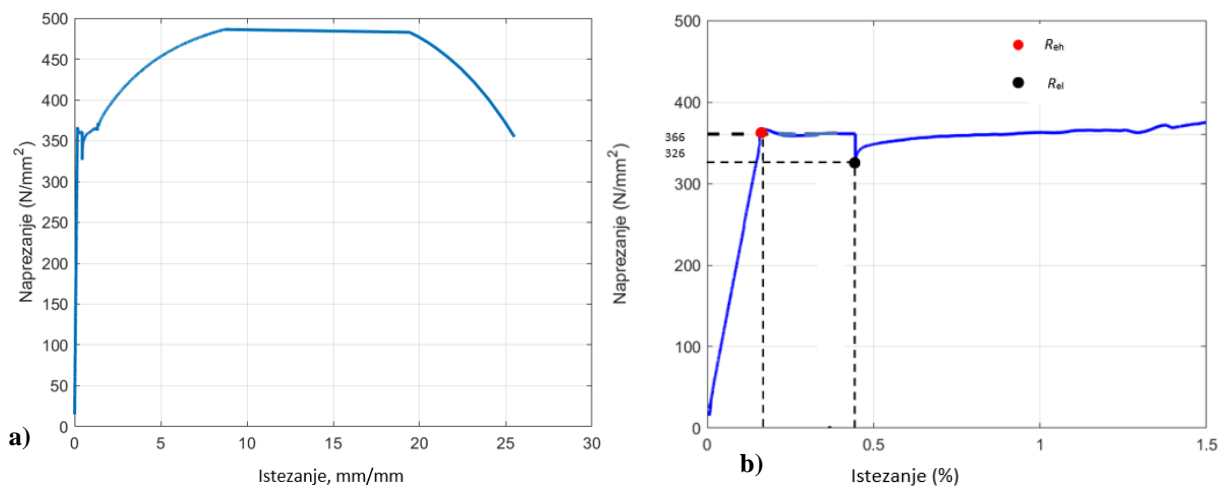 500
450
400
350
300
250
200
150
100
50
0
0 5 10 15 20 25 30
Naprezanje (N/mm²)
Istezanje, mm/mm
a)
500
400
366
326
300
200
100
0
0 0.5 1 1.5
Naprezanje (N/mm²)
Reh
Rel
Istezanje (%)
b)